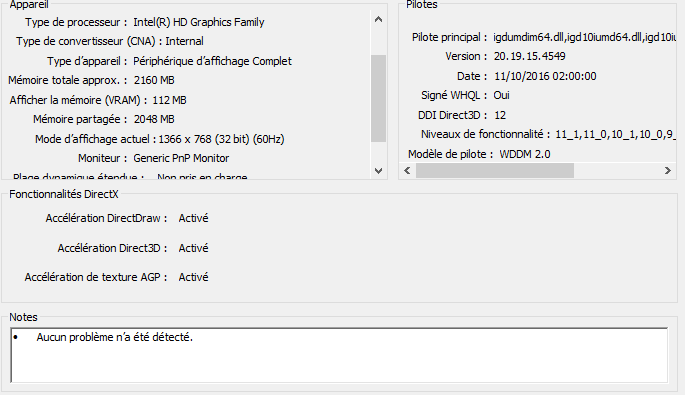 Appareil
Type de processeur : Intel(R) HD Graphics Family
Type de convertisseur (CNA) : Internal
Type d'appareil : Périphérique d'affichage Complet
Mémoire totale approx. : 2160 MB
Afficher la mémoire (VRAM) : 112 MB
Mémoire partagée : 2048 MB
Mode d'affichage actuel : 1366 x 768 (32 bit) (60Hz)
Moniteur : Generic PnP Monitor
Plage dynamique étendue : Non pris en charge
Pilotes
Pilote principal : igdumdim64.dll,igd10iumd64.dll,igd10iu
Version : 20.19.15.4549
Date : 11/10/2016 02:00:00
Signé WHQL : Oui
DDI Direct3D : 12
Niveaux de fonctionnalité : 11_1,11_0,10_1,10_0,9_
Modèle de pilote : WDDM 2.0
Fonctionnalités DirectX
Accélération DirectDraw : Activé
Accélération Direct3D : Activé
Accélération de texture AGP : Activé
Notes
• Aucun problème n'a été détecté.